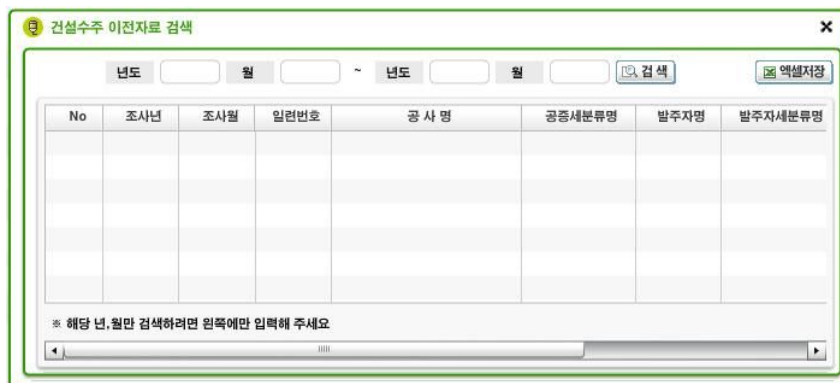 건설수주 이전자료 검색
년도 월 ~ 년도 월 검 색 엑셀저장
No 조사년 조사월 일련번호 공 사 명 공종세분류명 발주자명 발주자세분류명
※ 해당 년,월만 검색하려면 왼쪽에만 입력해 주세요